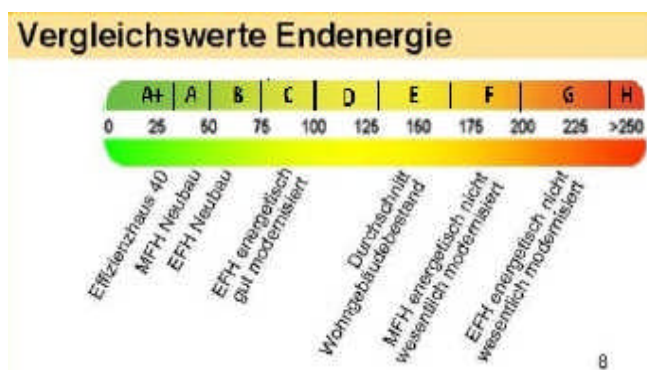 Vergleichswerte Endenergie
A+ A B C D E F G H
0 25 50 75 100 125 150 175 200 225 >250
Effizienzhaus 40
MFH Neubau
EFH Neubau
EFH energetisch
gut modernisiert
Durchschnitt
Wohngebäudebestand
MFH energetisch nicht
wesentlich modernisiert
EFH energetisch nicht
wesentlich modernisiert
8